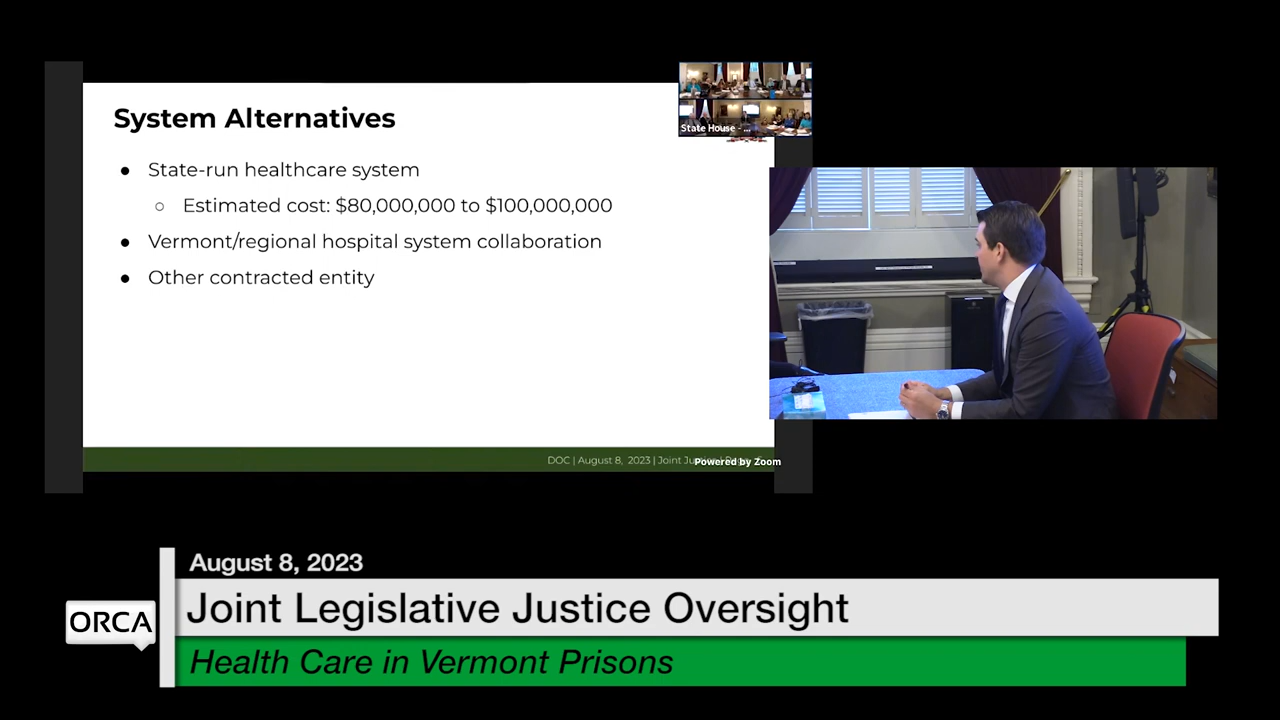 System Alternatives
● State-run healthcare system
○ Estimated cost: $80,000,000 to $100,000,000
● Vermont/regional hospital system collaboration
● Other contracted entity
State House - ...
DOC | August 8, 2023 | Joint
Powered by Zoom
August 8, 2023
ORCA
Joint Legislative Justice Oversight
Health Care in Vermont Prisons